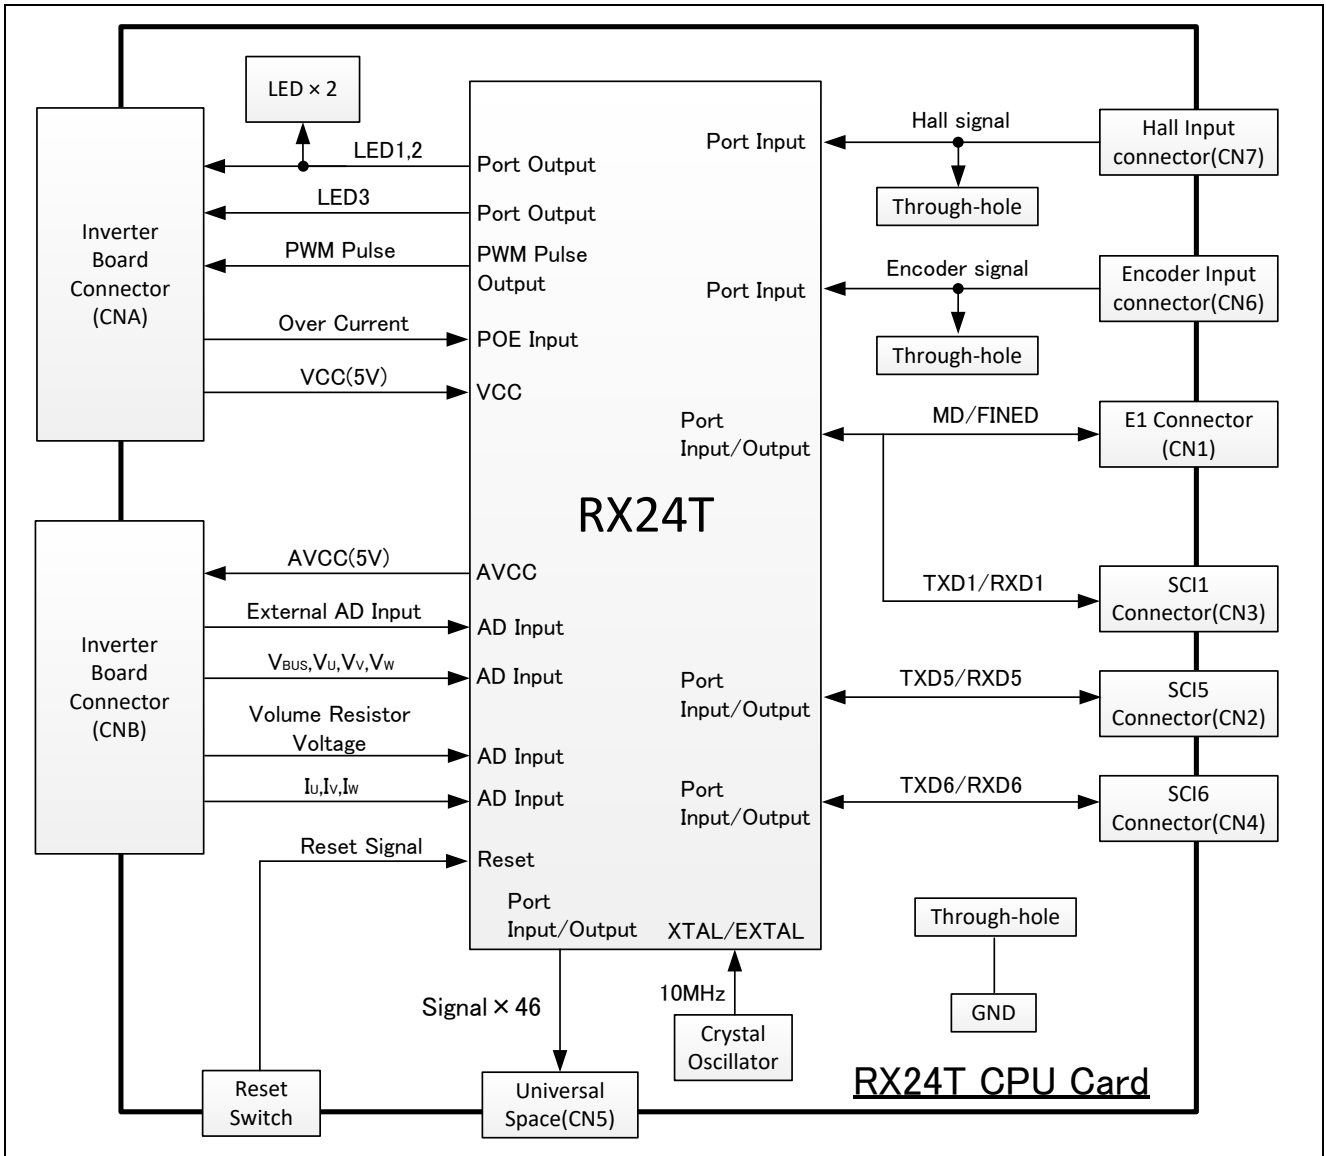 LED × 2
LED1,2
LED3
PWM Pulse
Over Current
VCC(5V)
Inverter
Board
Connector
(CNA)
Port Output
Port Output
PWM Pulse
Output
POE Input
VCC
Port Input
Hall signal
Hall Input
connector(CN7)
Through-hole
Port Input
Encoder signal
Encoder Input
connector(CN6)
Through-hole
Port
Input/Output
MD/FINED
E1 Connector
(CN1)
RX24T
AVCC(5V)
External AD Input
VBUS,VU,VV,VW
Volume Resistor
Voltage
IU,IV,IW
Inverter
Board
Connector
(CNB)
AVCC
AD Input
AD Input
AD Input
AD Input
TXD1/RXD1
SCI1
Connector(CN3)
Port
Input/Output
TXD5/RXD5
SCI5
Connector(CN2)
Port
Input/Output
TXD6/RXD6
SCI6
Connector(CN4)
Reset Signal
Reset
Port
Input/Output
XTAL/EXTAL
Through-hole
GND
Signal × 46
10MHz
Crystal
Oscillator
RX24T CPU Card
Reset
Switch
Universal
Space(CN5)